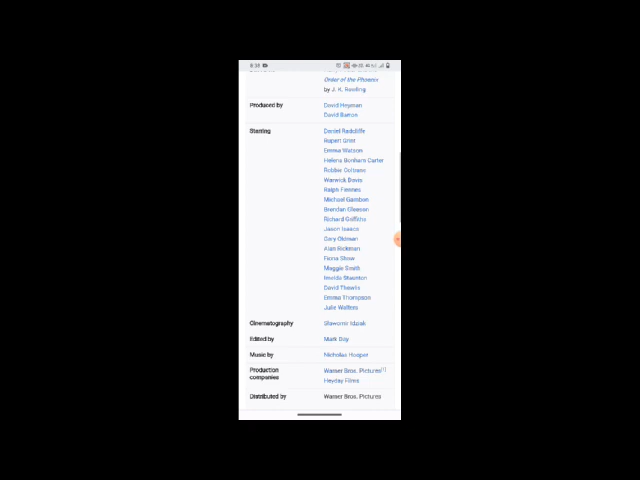 Order of the Phoenix
by J. K. Rowling
Produced by
David Heyman
David Barron
Starring
Daniel Radcliffe
Rupert Grint
Emma Watson
Helena Bonham Carter
Robbie Coltrane
Warwick Davis
Ralph Fiennes
Michael Gambon
Brendan Gleeson
Richard Griffiths
Jason Isaacs
Gary Oldman
Alan Rickman
Fiona Shaw
Maggie Smith
Imelda Staunton
David Thewlis
Emma Thompson
Julie Walters
Cinematography
Slawomir Idziak
Edited by
Mark Day
Music by
Nicholas Hooper
Production
companies
Warner Bros. Pictures[1]
Heyday Films
Distributed by
Warner Bros. Pictures